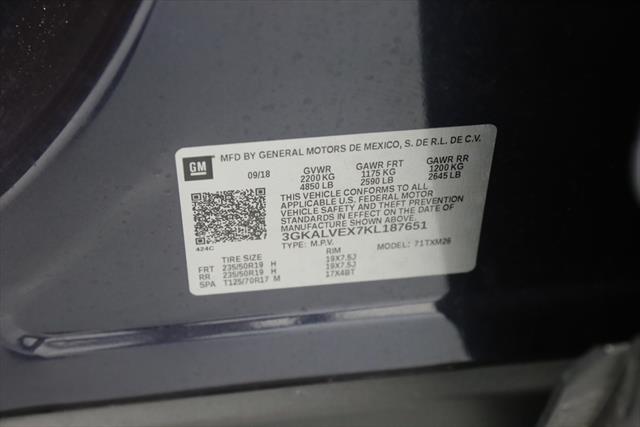 GM
MFD BY GENERAL MOTORS DE MEXICO, S. DE R.L. DE C.V.
09/18 GVWR GAWR FRT GAWR RR
2200 KG 1175 KG 1200 KG
4850 LB 2590 LB 2645 LB
THIS VEHICLE CONFORMS TO ALL
APPLICABLE U.S. FEDERAL MOTOR
VEHICLE SAFETY AND THEFT PREVENTION
STANDARDS IN EFFECT ON THE DATE OF
MANUFACTURE SHOWN ABOVE.
3GKALVEX7KL187651
424C TYPE: M.P.V. MODEL: 71TXM26
TIRE SIZE RIM
FRT 235/50R19 H 19X7.5J
RR 235/50R19 H 19X7.5J
SPA T125/70R17 M 17X4BT